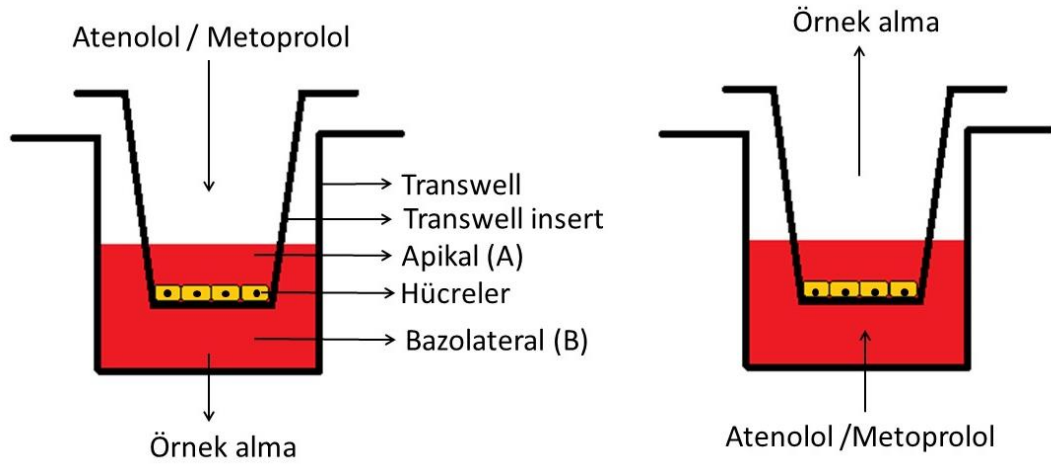 Atenolol / Metoprolol
Transwell
Transwell insert
Apikal (A)
Hücreler
Bazolateral (B)
Örnek alma
Örnek alma
Atenolol /Metoprolol